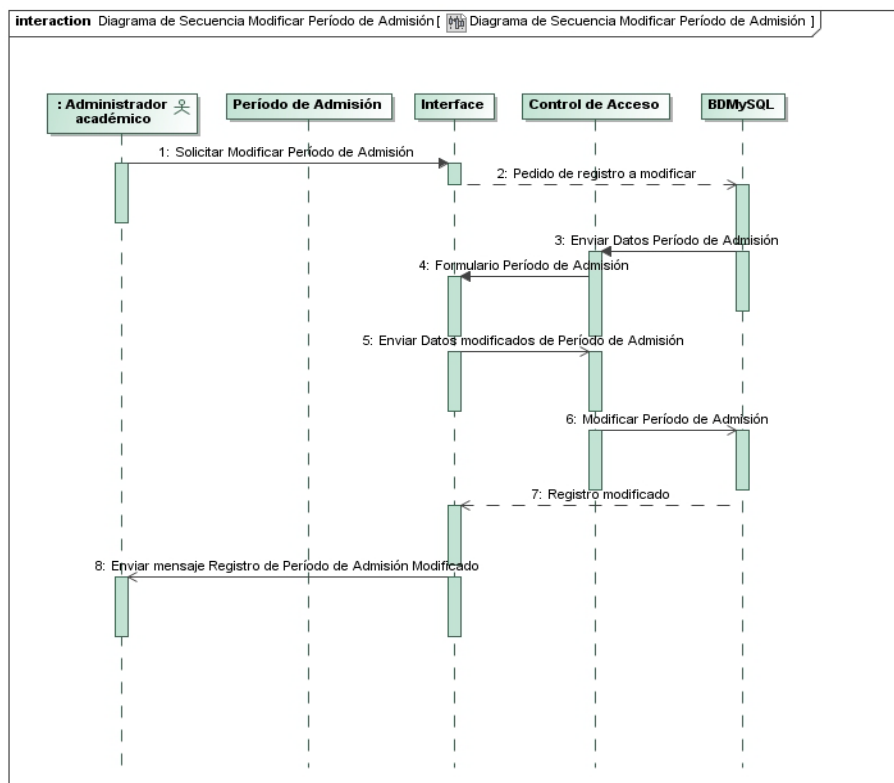 interaction Diagrama de Secuencia Modificar Período de Admisión [ Diagrama de Secuencia Modificar Período de Admisión ]
: Administrador
académico
Período de Admisión
Interface
Control de Acceso
BDMySQL
1: Solicitar Modificar Período de Admisión
2: Pedido de registro a modificar
3: Enviar Datos Período de Admisión
4: Formulario Período de Admisión
5: Enviar Datos modificados de Período de Admisión
6: Modificar Período de Admisión
7: Registro modificado
8: Enviar mensaje Registro de Período de Admisión Modificado